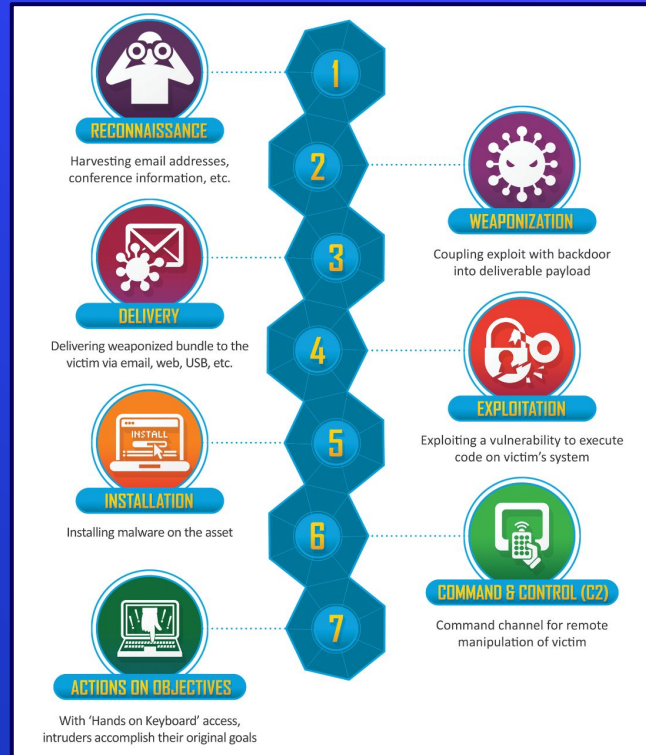 1
RECONNAISSANCE
Harvesting email addresses,
conference information, etc.
2
WEAPONIZATION
Coupling exploit with backdoor
into deliverable payload
3
DELIVERY
Delivering weaponized bundle to the
victim via email, web, USB, etc.
4
EXPLOITATION
Exploiting a vulnerability to execute
code on victim's system
5
INSTALL
INSTALLATION
Installing malware on the asset
6
COMMAND & CONTROL (C2)
Command channel for remote
manipulation of victim
7
ACTIONS ON OBJECTIVES
With 'Hands on Keyboard' access,
intruders accomplish their original goals